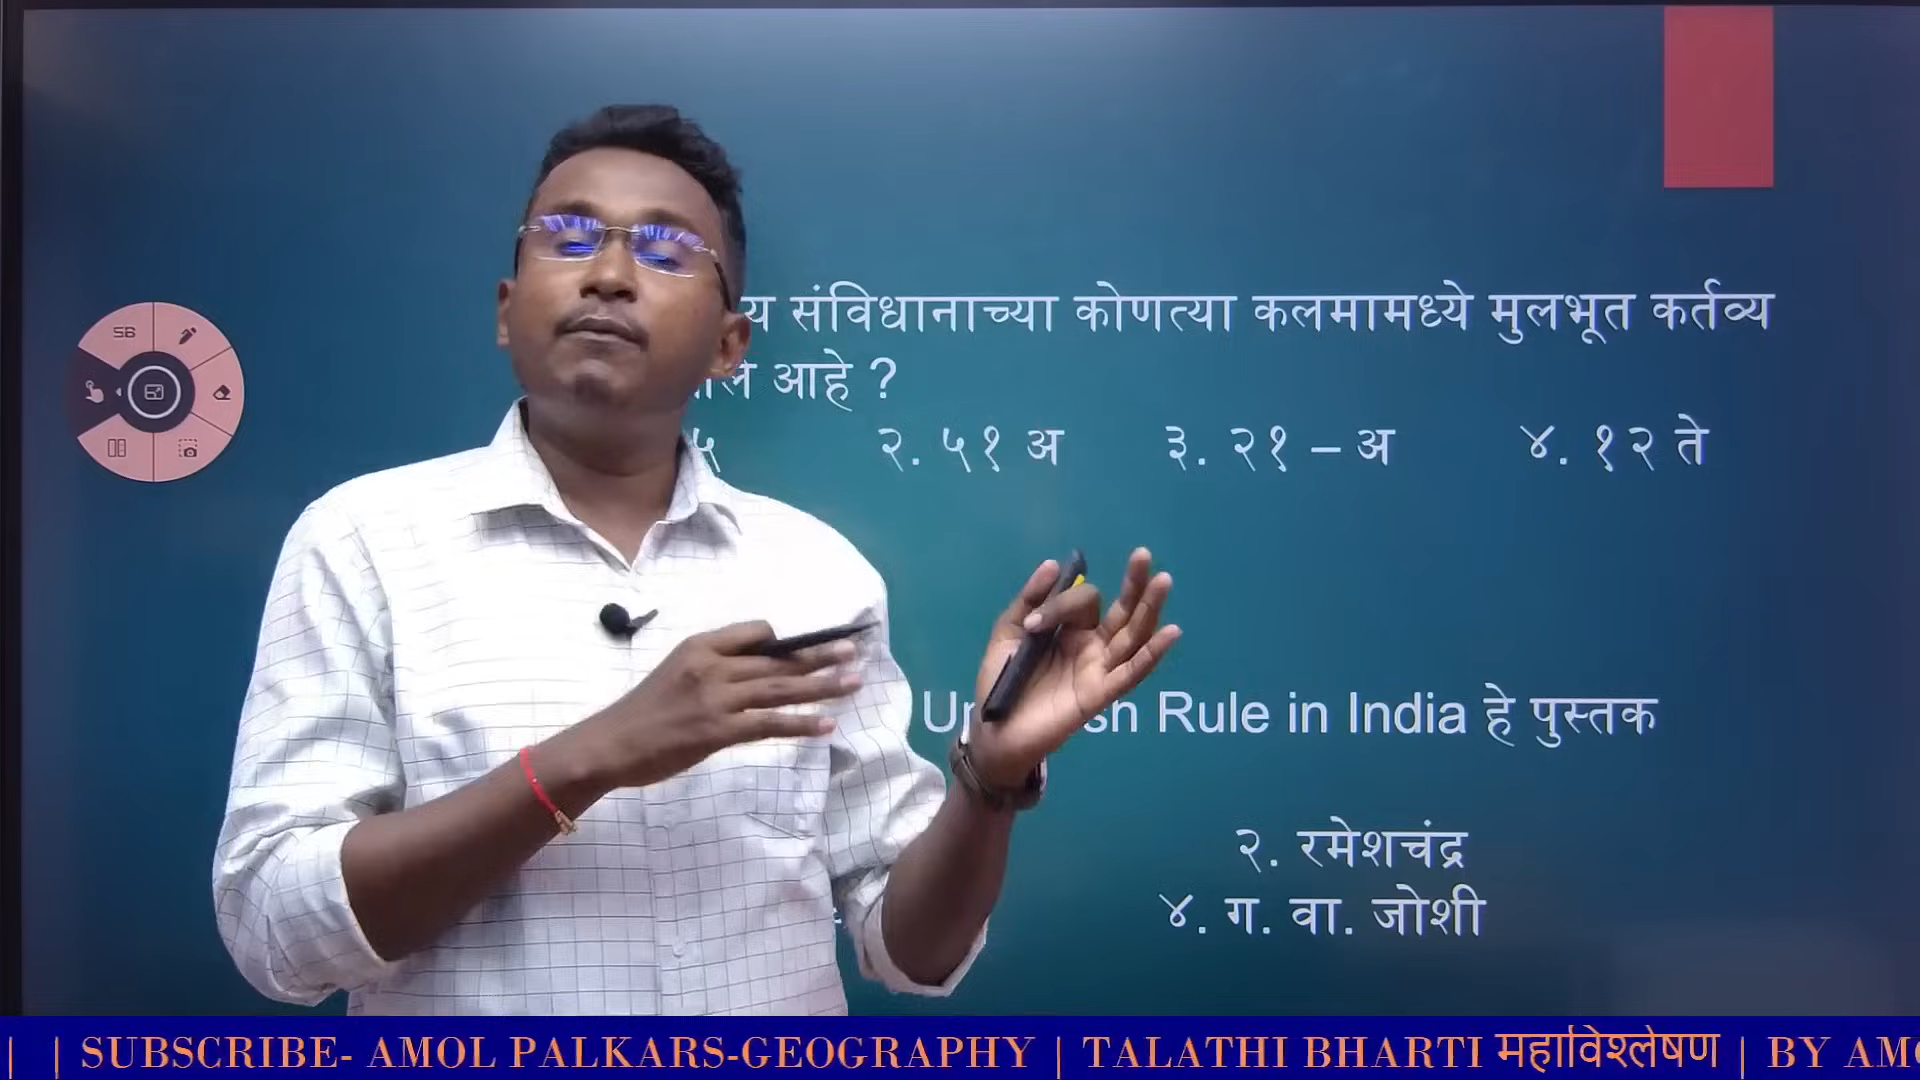 SB
संविधानाच्या कोणत्या कलमामध्ये मुलभूत कर्तव्य
आहे ?
५ २. ५१ अ ३. २१ – अ ४. १२ ते
Rule in India हे पुस्तक
२. रमेशचंद्र
४. ग. वा. जोशी
| | SUBSCRIBE- AMOL PALKARS-GEOGRAPHY | TALATHI BHARTI महाविश्लेषण | BY